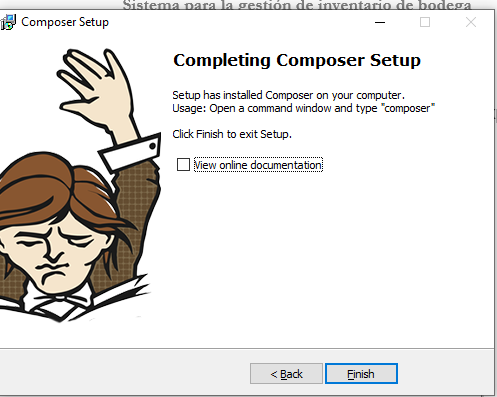 Sistema para la gestión de inventario de bodega
Composer Setup
Completing Composer Setup
Setup has installed Composer on your computer.
Usage: Open a command window and type "composer"
Click Finish to exit Setup.
View online documentation
< Back
Finish